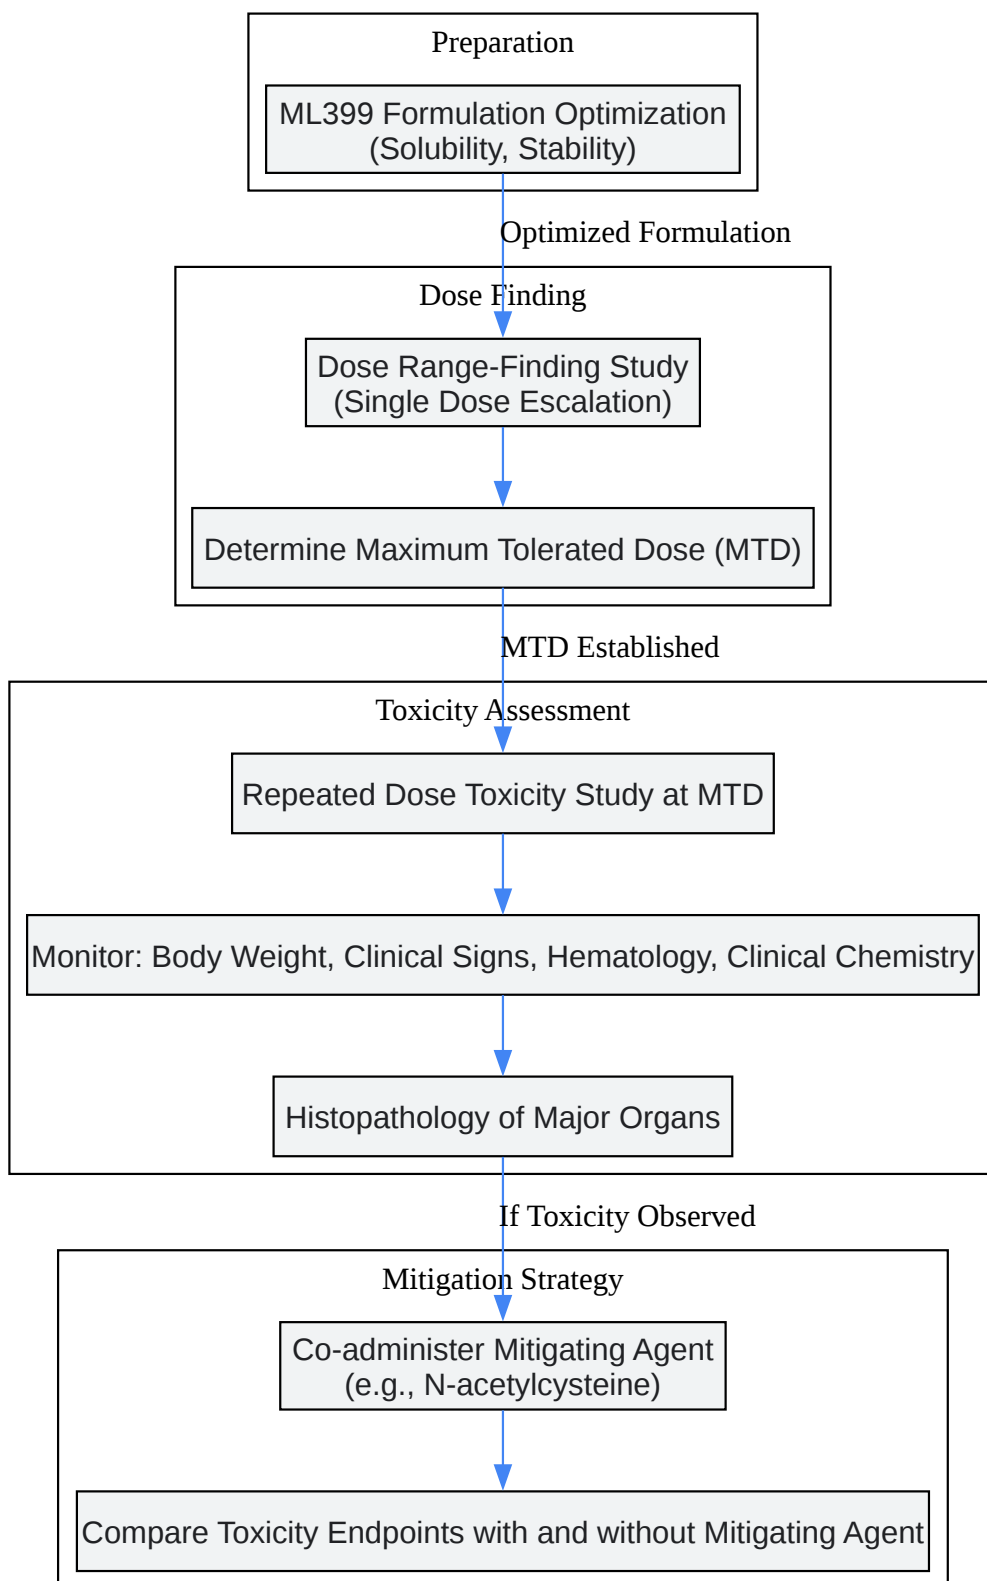 Preparation
ML399 Formulation Optimization
(Solubility, Stability)
Optimized Formulation
Dose Finding
Dose Range-Finding Study
(Single Dose Escalation)
Determine Maximum Tolerated Dose (MTD)
MTD Established
Toxicity Assessment
Repeated Dose Toxicity Study at MTD
Monitor: Body Weight, Clinical Signs, Hematology, Clinical Chemistry
Histopathology of Major Organs
If Toxicity Observed
Mitigation Strategy
Co-administer Mitigating Agent
(e.g., N-acetylcysteine)
Compare Toxicity Endpoints with and without Mitigating Agent